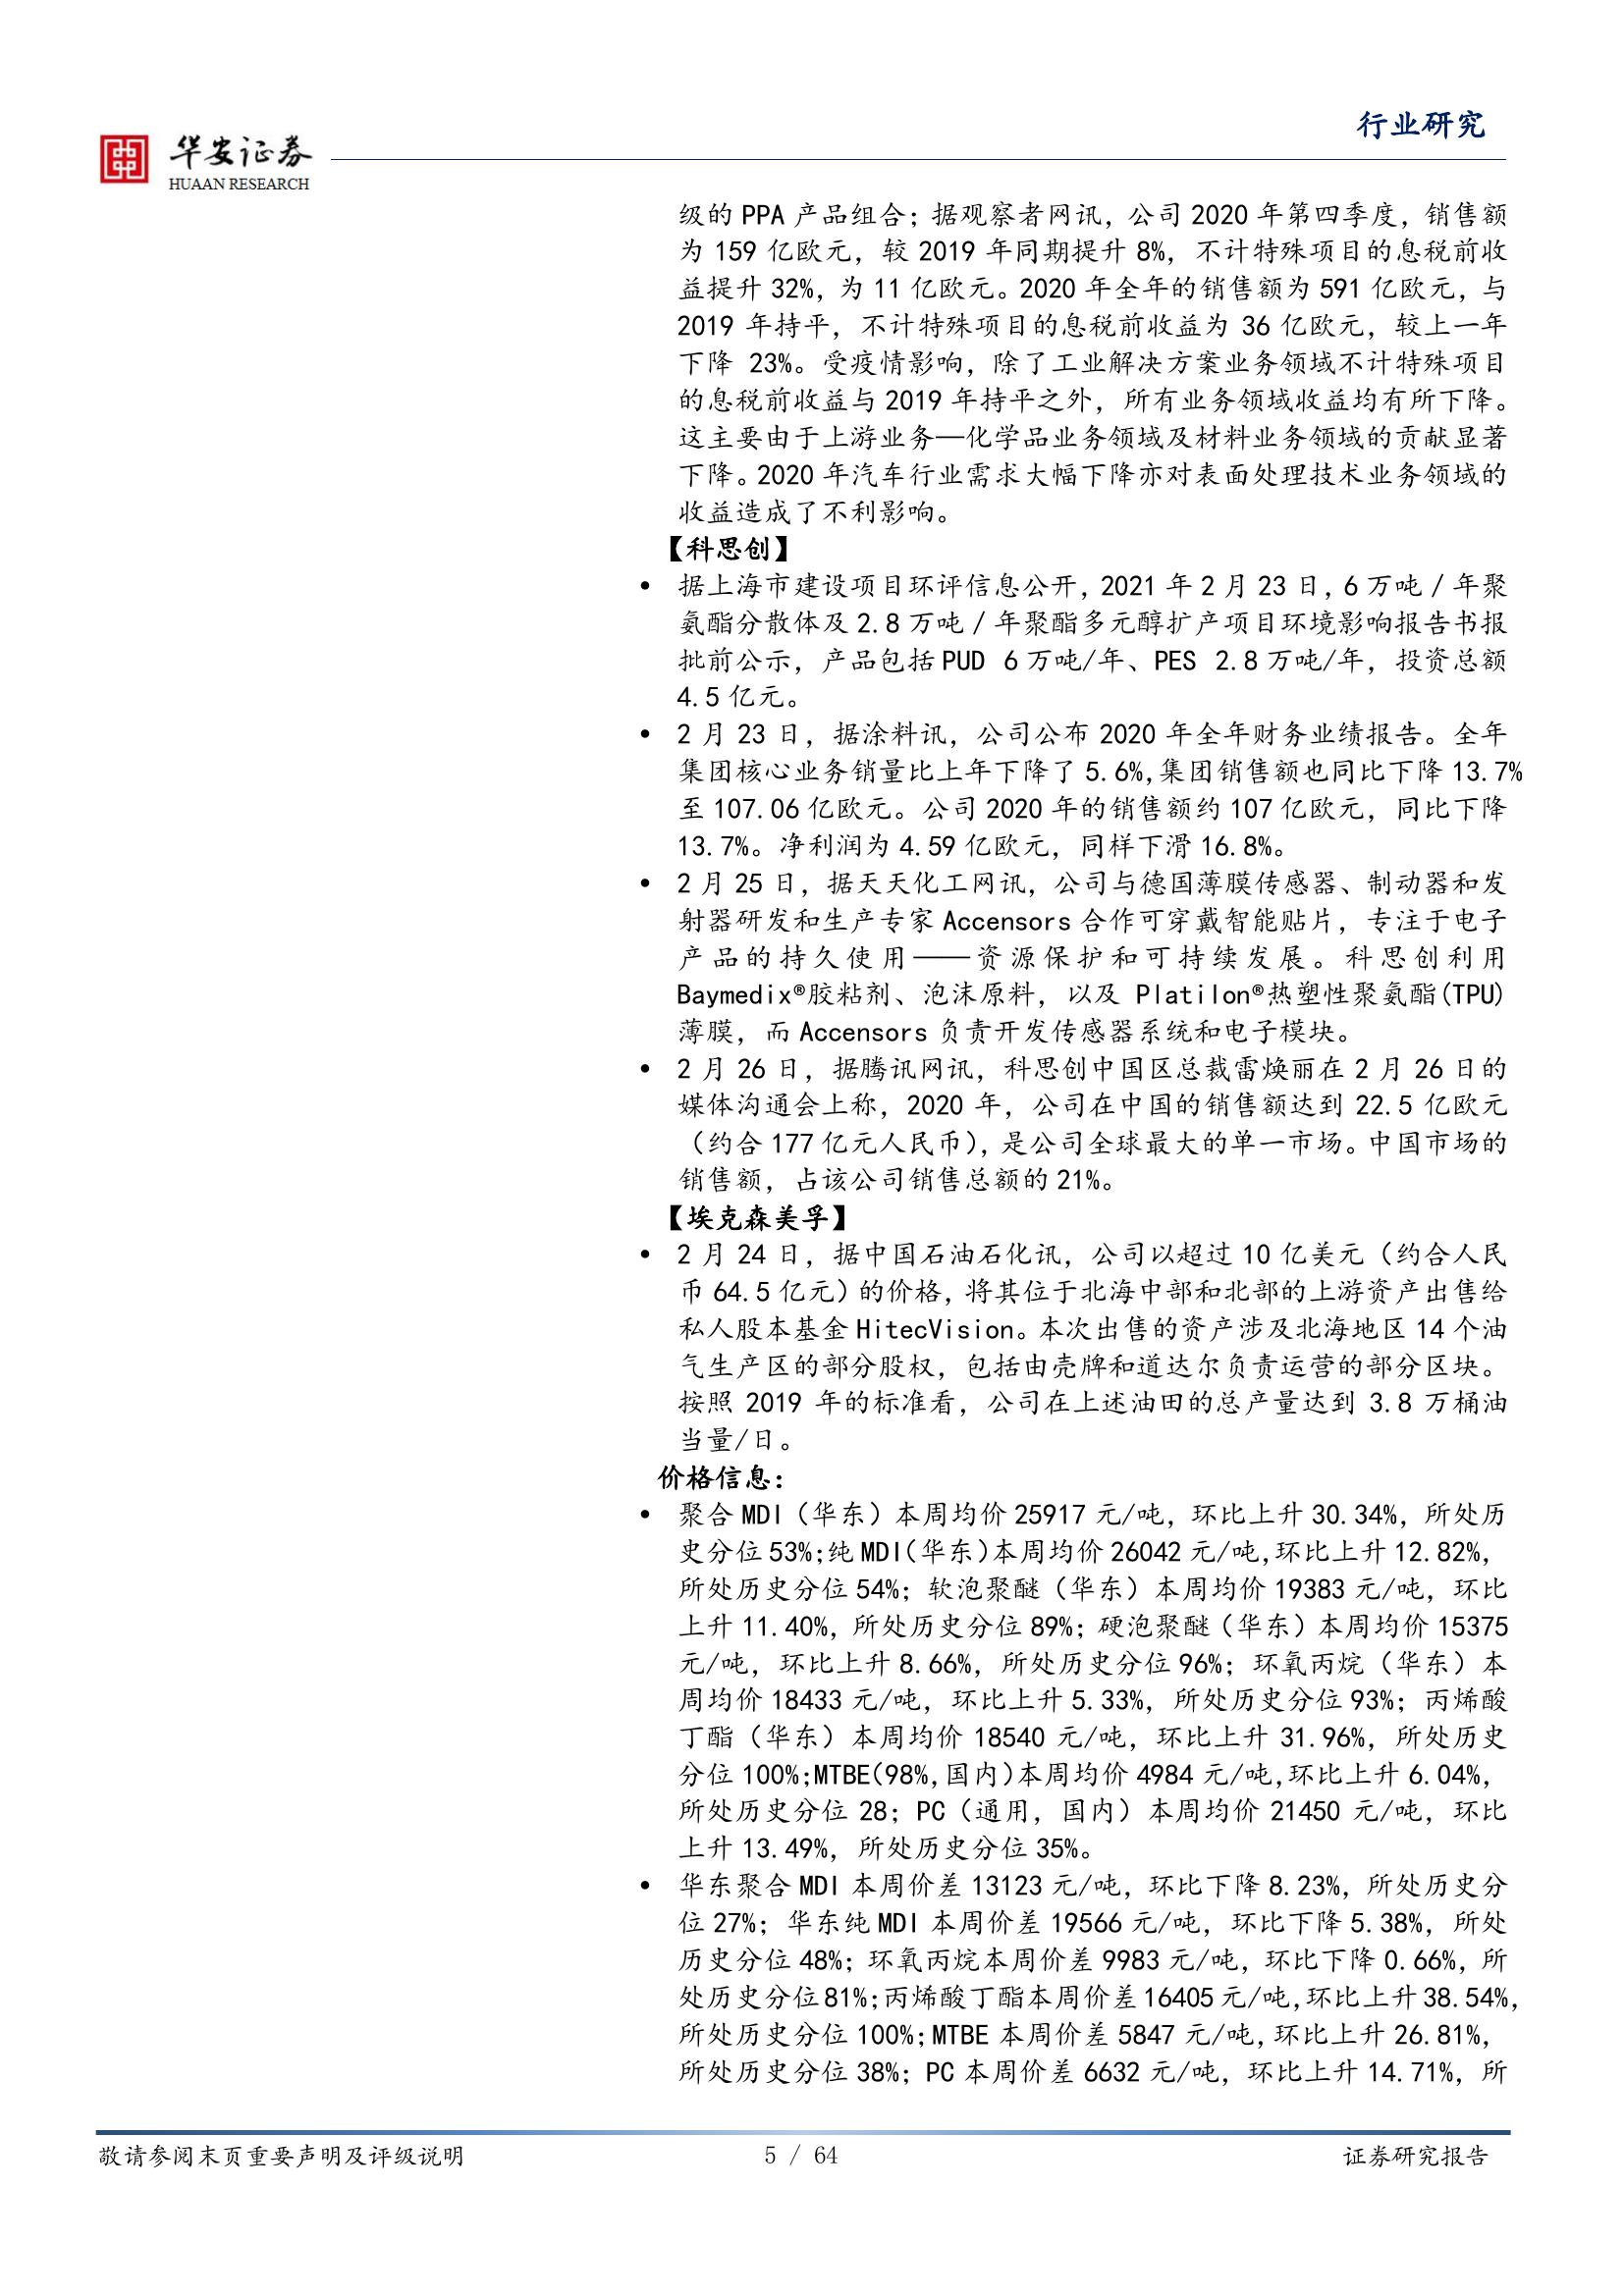 行业研究
华安证券
HUAAN RESEARCH
级的 PPA 产品组合；据观察者网讯，公司 2020 年第四季度，销售额
为 159 亿欧元，较 2019 年同期提升 8%，不计特殊项目的息税前收
益提升 32%，为 11 亿欧元。2020 年全年的销售额为 591 亿欧元，与
2019 年持平，不计特殊项目的息税前收益为 36 亿欧元，较上一年
下降 23%。受疫情影响，除了工业解决方案业务领域不计特殊项目
的息税前收益与 2019 年持平之外，所有业务领域收益均有所下降。
这主要由于上游业务—化学品业务领域及材料业务领域的贡献显著
下降。2020 年汽车行业需求大幅下降亦对表面处理技术业务领域的
收益造成了不利影响。
【科思创】
• 据上海市建设项目环评信息公开，2021 年 2 月 23 日，6 万吨／年聚
氨酯分散体及 2.8 万吨／年聚酯多元醇扩产项目环境影响报告书报
批前公示，产品包括 PUD 6 万吨/年、PES 2.8 万吨/年，投资总额
4.5 亿元。
• 2 月 23 日，据涂料讯，公司公布 2020 年全年财务业绩报告。全年
集团核心业务销量比上年下降了 5.6%,集团销售额也同比下降 13.7%
至 107.06 亿欧元。公司 2020 年的销售额约 107 亿欧元，同比下降
13.7%。净利润为 4.59 亿欧元，同样下滑 16.8%。
• 2 月 25 日，据天天化工网讯，公司与德国薄膜传感器、制动器和发
射器研发和生产专家 Accensors 合作可穿戴智能贴片，专注于电子
产品的持久使用——资源保护和可持续发展。科思创利用
Baymedix®胶粘剂、泡沫原料，以及 Platilon®热塑性聚氨酯(TPU)
薄膜，而 Accensors 负责开发传感器系统和电子模块。
• 2 月 26 日，据腾讯网讯，科思创中国区总裁雷焕丽在 2 月 26 日的
媒体沟通会上称，2020 年，公司在中国的销售额达到 22.5 亿欧元
（约合 177 亿元人民币），是公司全球最大的单一市场。中国市场的
销售额，占该公司销售总额的 21%。
【埃克森美孚】
• 2 月 24 日，据中国石油石化讯，公司以超过 10 亿美元（约合人民
币 64.5 亿元）的价格，将其位于北海中部和北部的上游资产出售给
私人股本基金 HitecVision。本次出售的资产涉及北海地区 14 个油
气生产区的部分股权，包括由壳牌和道达尔负责运营的部分区块。
按照 2019 年的标准看，公司在上述油田的总产量达到 3.8 万桶油
当量/日。
价格信息：
• 聚合 MDI（华东）本周均价 25917 元/吨，环比上升 30.34%，所处历
史分位 53%;纯 MDI(华东)本周均价 26042 元/吨,环比上升 12.82%，
所处历史分位 54%；软泡聚醚（华东）本周均价 19383 元/吨，环比
上升 11.40%，所处历史分位 89%；硬泡聚醚（华东）本周均价 15375
元/吨，环比上升 8.66%，所处历史分位 96%；环氧丙烷（华东）本
周均价 18433 元/吨，环比上升 5.33%，所处历史分位 93%；丙烯酸
丁酯（华东）本周均价 18540 元/吨，环比上升 31.96%，所处历史
分位 100%;MTBE(98%,国内)本周均价 4984 元/吨,环比上升 6.04%，
所处历史分位 28；PC（通用，国内）本周均价 21450 元/吨，环比
上升 13.49%，所处历史分位 35%。
• 华东聚合 MDI 本周价差 13123 元/吨，环比下降 8.23%，所处历史分
位 27%；华东纯 MDI 本周价差 19566 元/吨，环比下降 5.38%，所处
历史分位 48%；环氧丙烷本周价差 9983 元/吨，环比下降 0.66%，所
处历史分位 81%;丙烯酸丁酯本周价差 16405 元/吨,环比上升 38.54%，
所处历史分位 100%;MTBE 本周价差 5847 元/吨,环比上升 26.81%，
所处历史分位 38%；PC 本周价差 6632 元/吨，环比上升 14.71%，所
敬请参阅末页重要声明及评级说明
5 / 64
证券研究报告